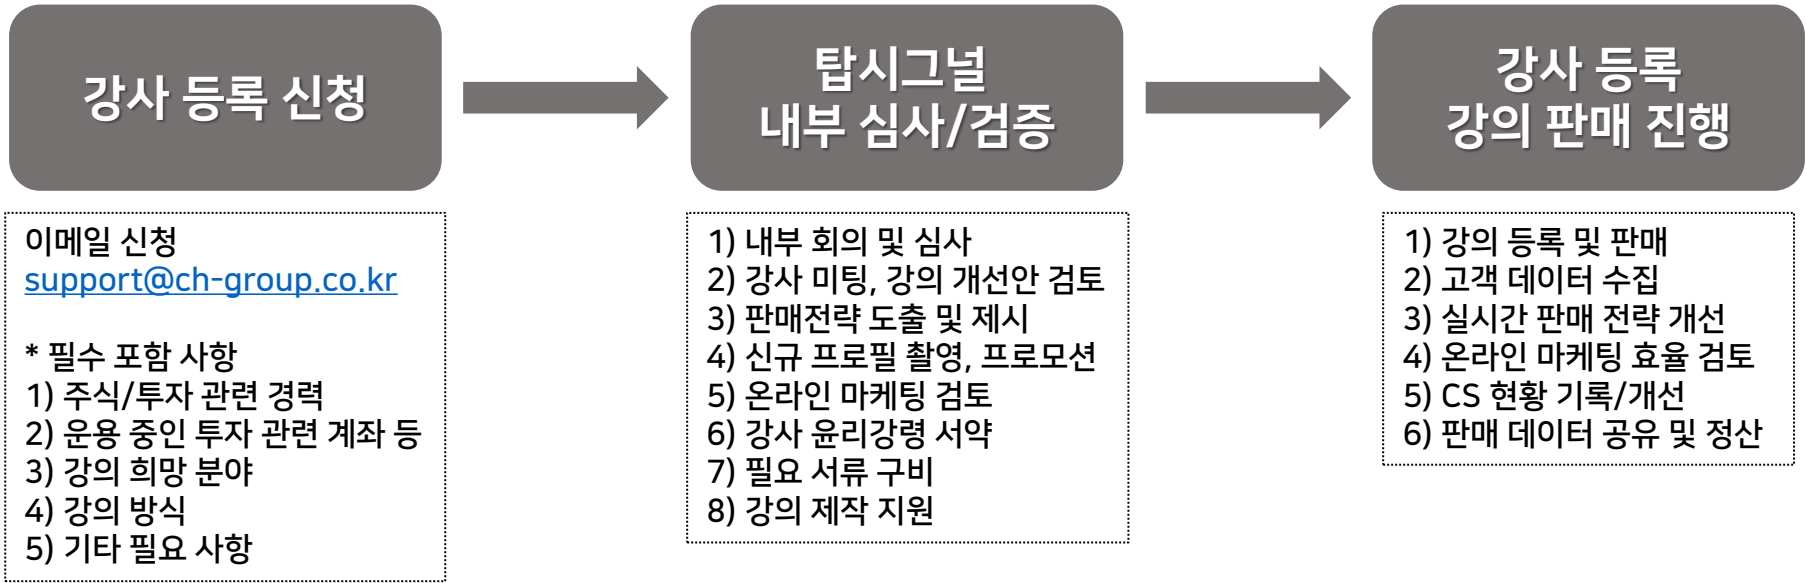 강사 등록 신청
탑시그널
내부 심사/검증
강사 등록
강의 판매 진행
이메일 신청
support@ch-group.co.kr
* 필수 포함 사항
1) 주식/투자 관련 경력
2) 운용 중인 투자 관련 계좌 등
3) 강의 희망 분야
4) 강의 방식
5) 기타 필요 사항
1) 내부 회의 및 심사
2) 강사 미팅, 강의 개선안 검토
3) 판매전략 도출 및 제시
4) 신규 프로필 촬영, 프로모션
5) 온라인 마케팅 검토
6) 강사 윤리강령 서약
7) 필요 서류 구비
8) 강의 제작 지원
1) 강의 등록 및 판매
2) 고객 데이터 수집
3) 실시간 판매 전략 개선
4) 온라인 마케팅 효율 검토
5) CS 현황 기록/개선
6) 판매 데이터 공유 및 정산